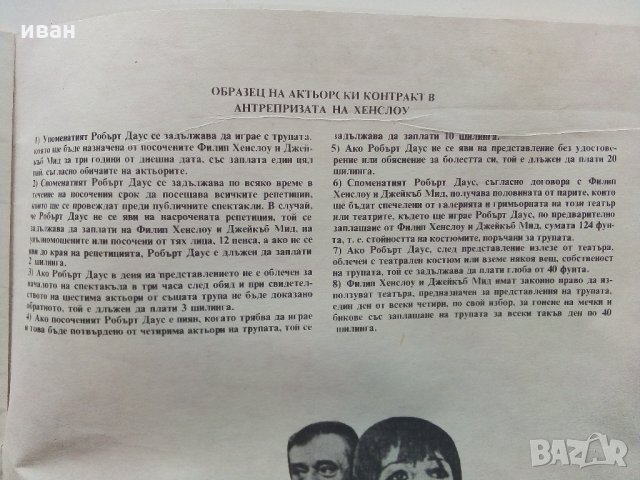 иван
ОБРАЗЕЦ НА АКТЬОРСКИ КОНТРАКТ В
АНТРЕПРИЗАТА НА ХЕНСЛОУ
1) Упоменатият Робърт Даус се задължава да играе с трупата,
която ще бъде назначена от посочените Филип Хенслоу и Джей-
къб Мид за три години от днешна дата, със заплата един цял
пай, съгласно обичаите на актьорите.
2) Споменатият Робърт Даус се задължава по всяко време в
течение на посочения срок да посещава всичките репетиции,
които ще се провеждат преди публичните спектакли. В случай,
че Робърт Даус не се яви на насрочената репетиция, той се
задължава да заплати на Филип Хенслоу и Джейкъб Мид, на
упълномощените или посочени от тях лица, 12 пенса, а ако не се
яви до края на репетицията, Робърт Даус е длъжен да заплати
2 шилинга.
3) Ако Робърт Даус в деня на представлението не е облечен за
началото на спектакъла в три часа след обяд и при свидетелс-
твото на шестима актьори от същата трупа не бъде доказано
обратното, той е длъжен да плати 3 шилинга.
4) Ако посоченият Робърт Даус е пиян, когато трябва да играе
и това бъде потвърдено от четирима актьори на трупата, той се
задължава да заплати 10 шилинга.
5) Ако Робърт Даус не се яви на представление без удостове-
рение или обяснение за болестта си, той е длъжен да плати 20
шилинга.
6) Споменатият Робърт Даус, съгласно договора с Филип
Хенслоу и Джейкъб Мид, получава половината от парите, които
ще бъдат спечелени от галерията и гримьорната на този театър
или театрите, където ще играе Робърт Даус, по предварително
заплащане от Филип Хенслоу и Джейкъб Мид, сумата 124 фун-
та, т. е. стойността на костюмите, поръчани за трупата.
7) Ако Робърт Даус, след представление излезе от театъра,
облечен с театрален костюм или вземе някоя вещ, собственост
на трупата, той се задължава да плати глоба от 40 фунта.
8) Филип Хенслоу и Джейкъб Мид имат законно право да из-
ползуват театъра, предназначен за представления на трупата,
един ден от всеки четири, по свой избор, за гонене на мечки и
бикове със заплащане на трупата за всеки такъв ден по 40
шилинга.
BAZAR